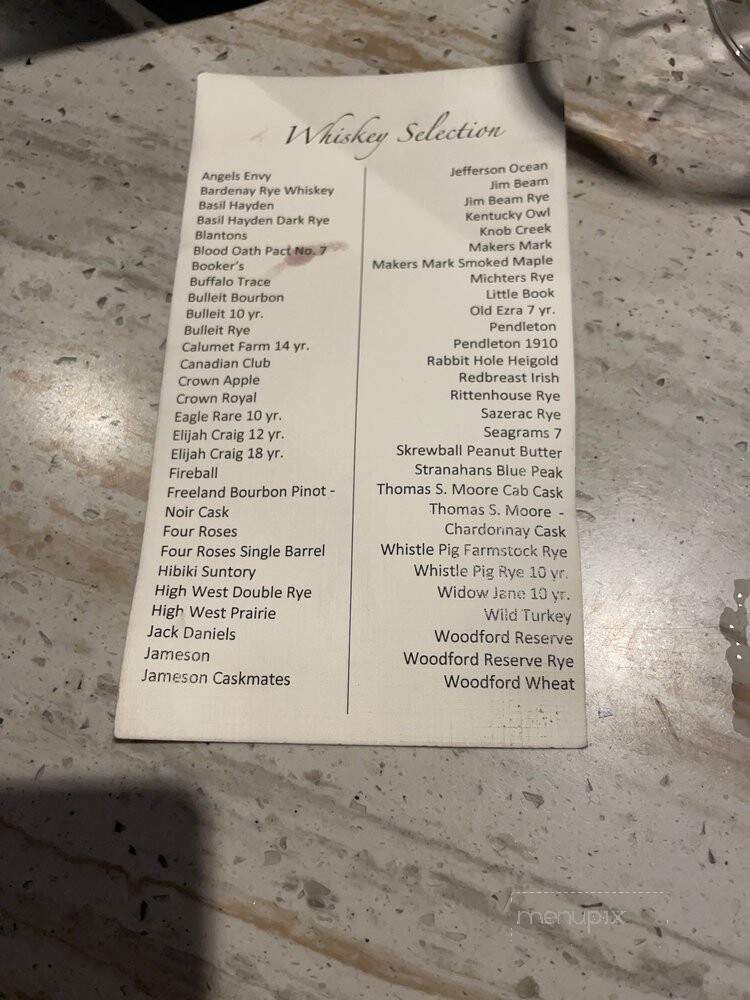 Whiskey Selection
Angels Envy
Bardenay Rye Whiskey
Basil Hayden
Basil Hayden Dark Rye
Blantons
Blood Oath Pact No. 7
Booker's
Buffalo Trace
Bulleit Bourbon
Bulleit 10 yr.
Bulleit Rye
Calumet Farm 14 yr.
Canadian Club
Crown Apple
Crown Royal
Eagle Rare 10 yr.
Elijah Craig 12 yr.
Elijah Craig 18 yr.
Fireball
Freeland Bourbon Pinot -
Noir Cask
Four Roses
Four Roses Single Barrel
Hibiki Suntory
High West Double Rye
High West Prairie
Jack Daniels
Jameson
Jameson Caskmates
Jefferson Ocean
Jim Beam
Jim Beam Rye
Kentucky Owl
Knob Creek
Makers Mark
Makers Mark Smoked Maple
Michters Rye
Little Book
Old Ezra 7 yr.
Pendleton
Pendleton 1910
Rabbit Hole Heigold
Redbreast Irish
Rittenhouse Rye
Sazerac Rye
Seagrams 7
Skrewball Peanut Butter
Stranahans Blue Peak
Thomas S. Moore Cab Cask
Thomas S. Moore -
Chardonnay Cask
Whistle Pig Farmstock Rye
Whistle Pig Rye 10 yr.
Widow Jane 10 yr.
Wild Turkey
Woodford Reserve
Woodford Reserve Rye
Woodford Wheat
menupix